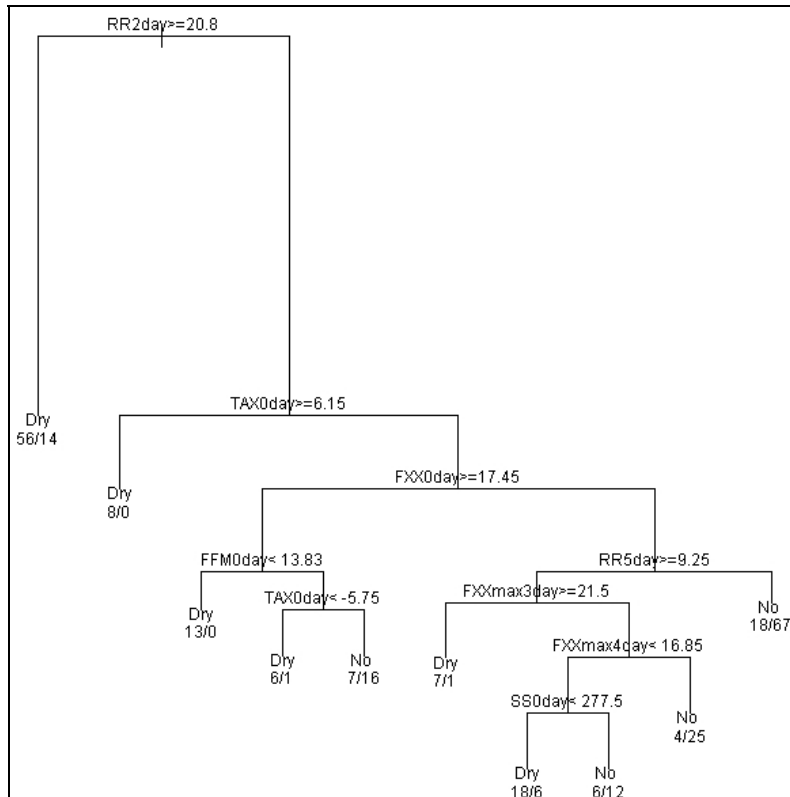 RR2day>=20.8
TAX0day>=6.15
Dry
56/14
FXX0day>=17.45
Dry
8/0
FFM0day< 13.83
RR5day>=9.25
TAX0day< -5.75
FXXmax3day>=21.5
Dry
13/0
No
18/67
FXXmax4day< 16.85
Dry
6/1
No
7/16
Dry
7/1
SS0day< 277.5
No
4/25
Dry
18/6
No
6/12